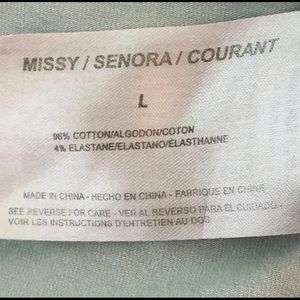 MISSY / SENORA / COURANT
L
96% COTTON/ALGODON/COTON
4% ELASTANE/ELASTANO/ÉLASTHANNE
MADE IN CHINA - HECHO EN CHINA - FABRIQUE EN CHINE
SEE REVERSE FOR CARE - VER AL REVERSO PARA EL CUIDADO -
VOIR LES INSTRUCTIONS D'ENTRETIEN AU DOS